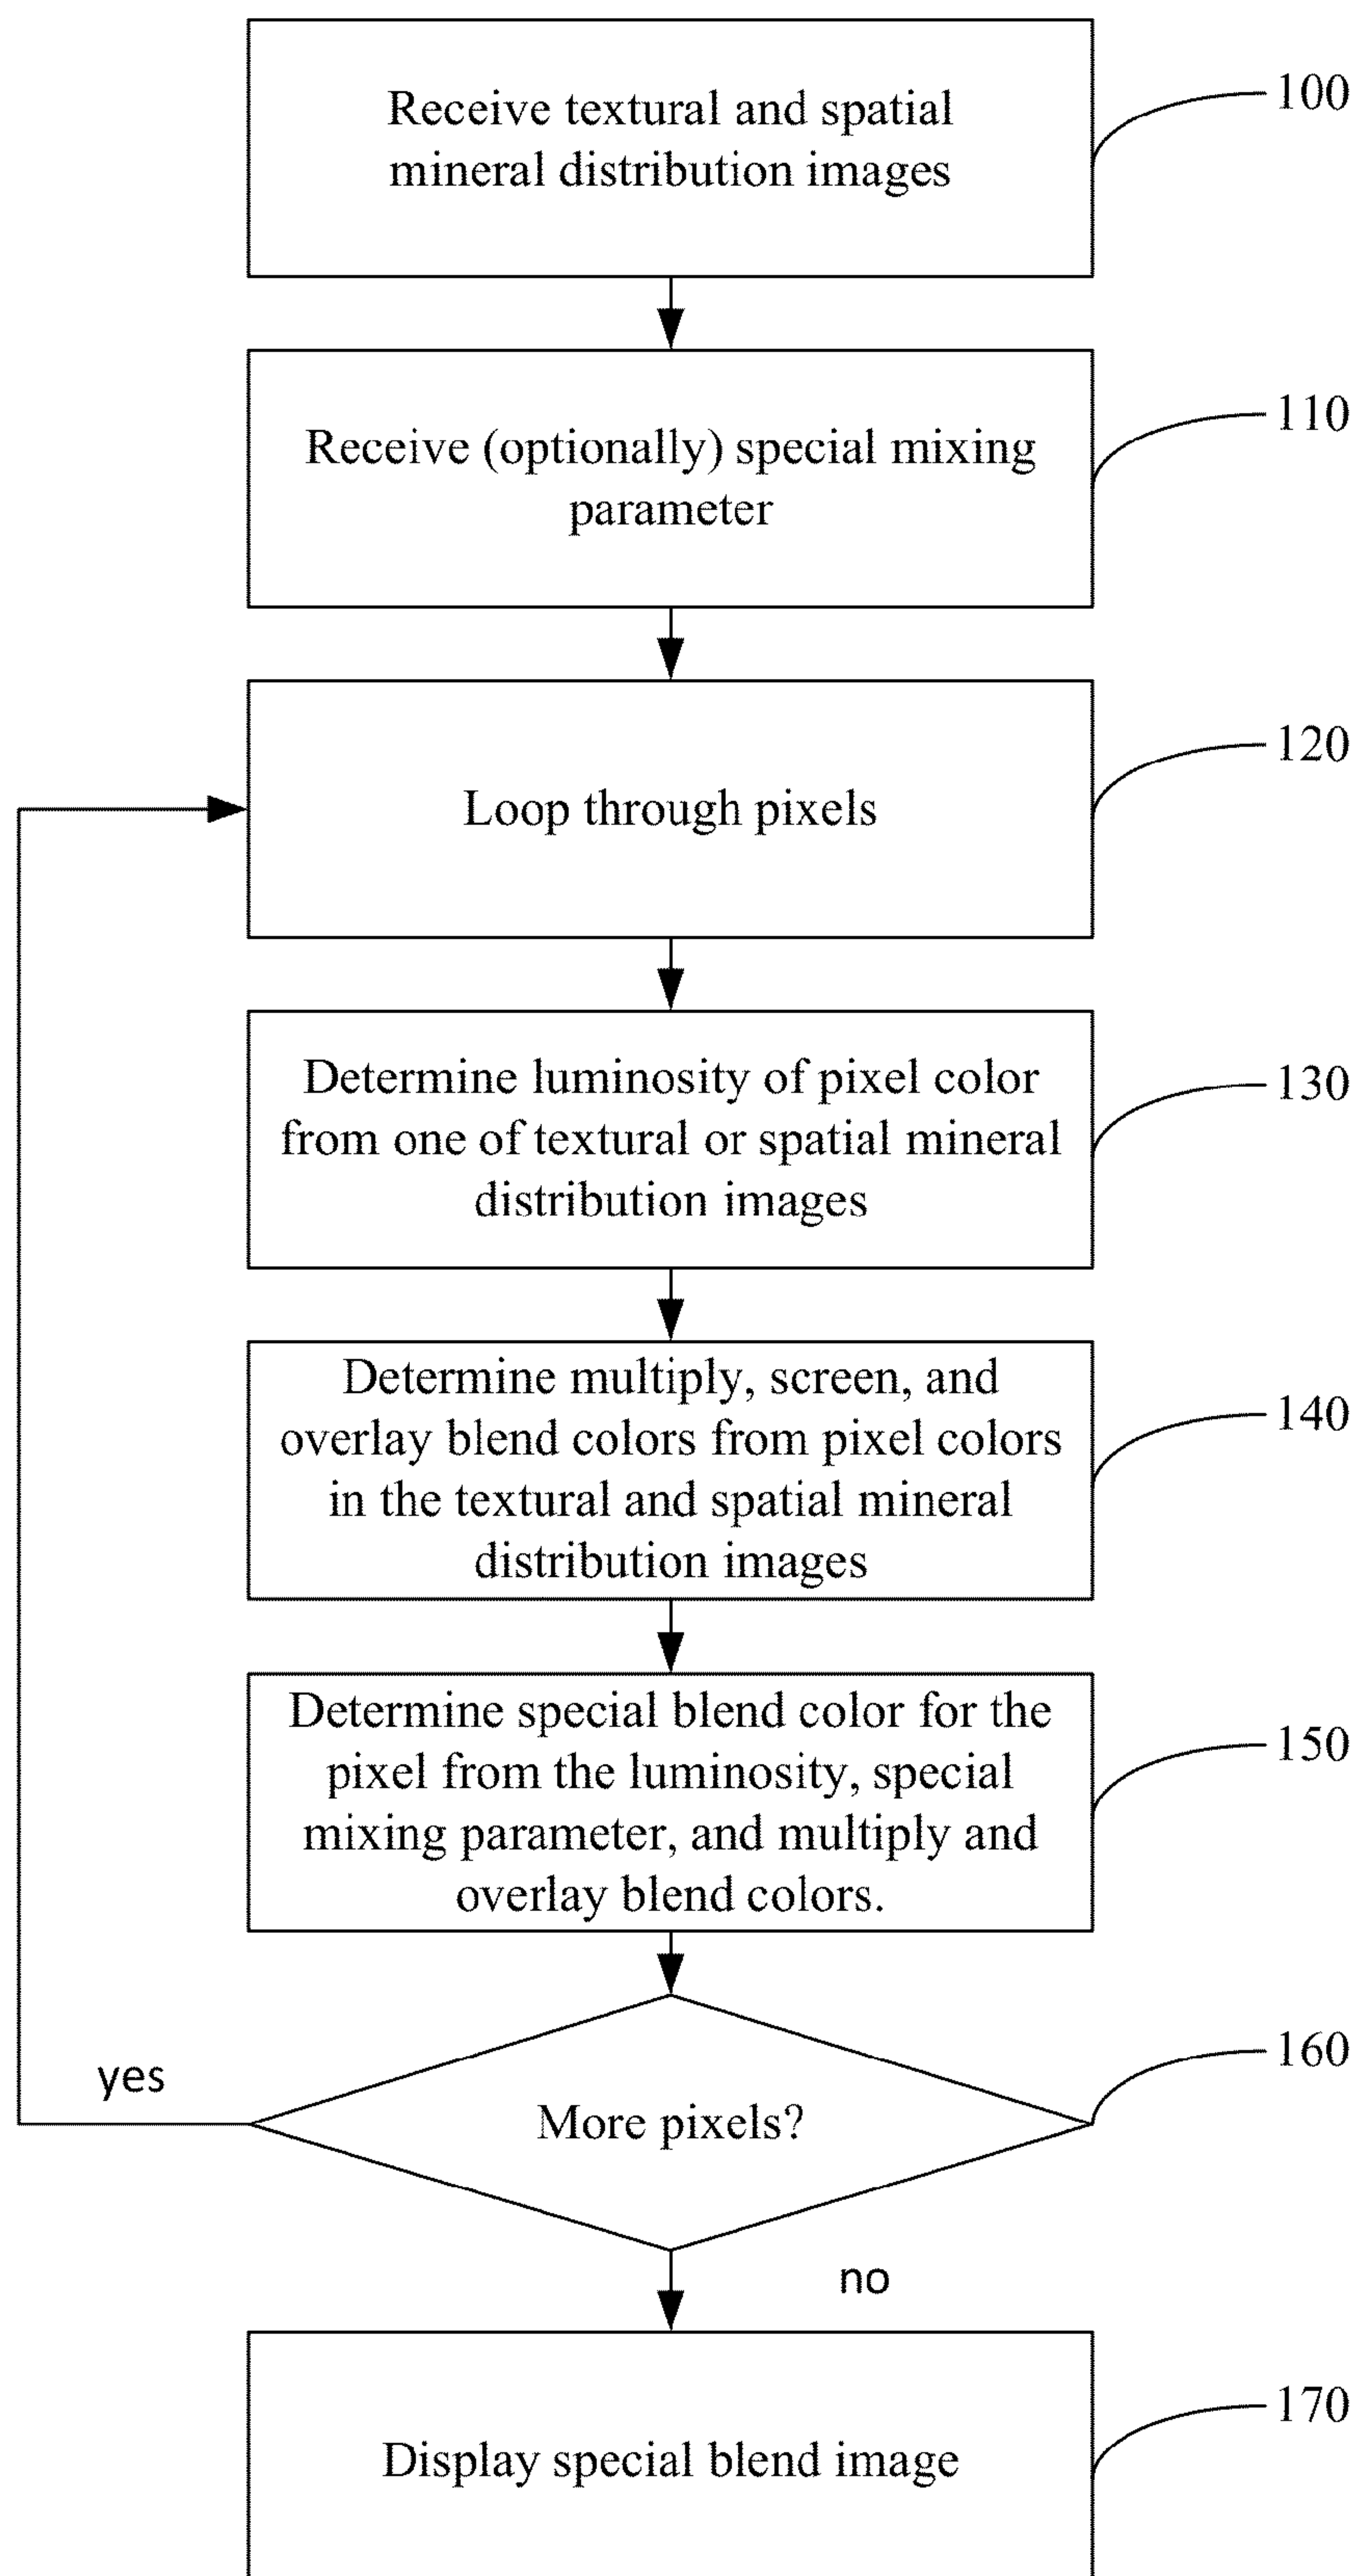 Receive textural and spatial
mineral distribution images
100
Receive (optionally) special mixing
parameter
110
Loop through pixels
120
Determine luminosity of pixel color
from one of textural or spatial mineral
distribution images
130
Determine multiply, screen, and
overlay blend colors from pixel colors
in the textural and spatial mineral
distribution images
140
Determine special blend color for the
pixel from the luminosity, special
mixing parameter, and multiply and
overlay blend colors.
150
More pixels?
160
yes
no
Display special blend image
170